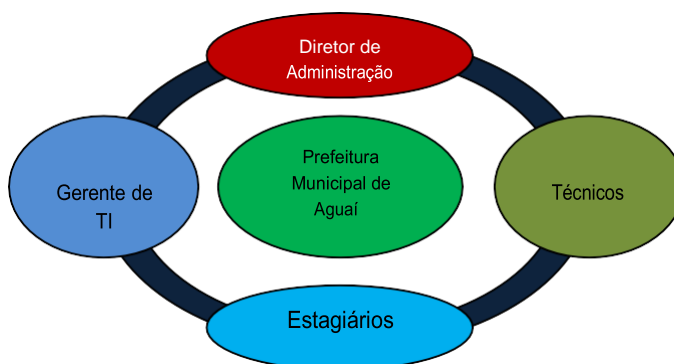 Diretor de
Administração
Gerente de
TI
Prefeitura
Municipal de
Aguaí
Técnicos
Estagiários